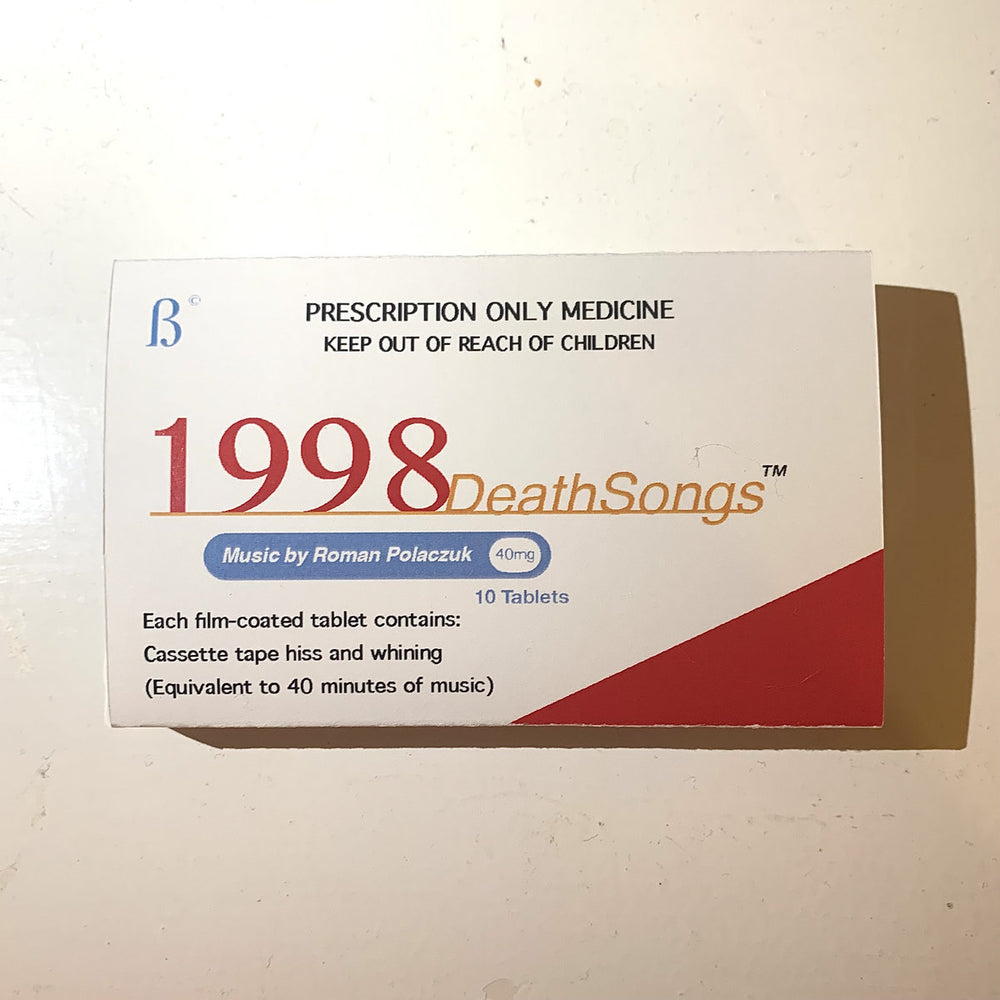 ß©
PRESCRIPTION ONLY MEDICINE
KEEP OUT OF REACH OF CHILDREN
1998DeathSongs™
Music by Roman Polaczuk 40mg
10 Tablets
Each film-coated tablet contains:
Cassette tape hiss and whining
(Equivalent to 40 minutes of music)